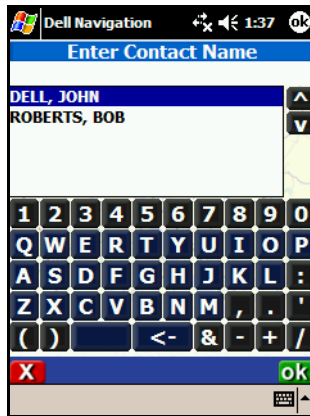 Dell Navigation 1:37 ok
Enter Contact Name
DELL, JOHN
ROBERTS, BOB
^
v
1 2 3 4 5 6 7 8 9 0
Q W E R T Y U I O P
A S D F G H J K L :
Z X C V B N M , . '
( ) <- & - + /
X ok